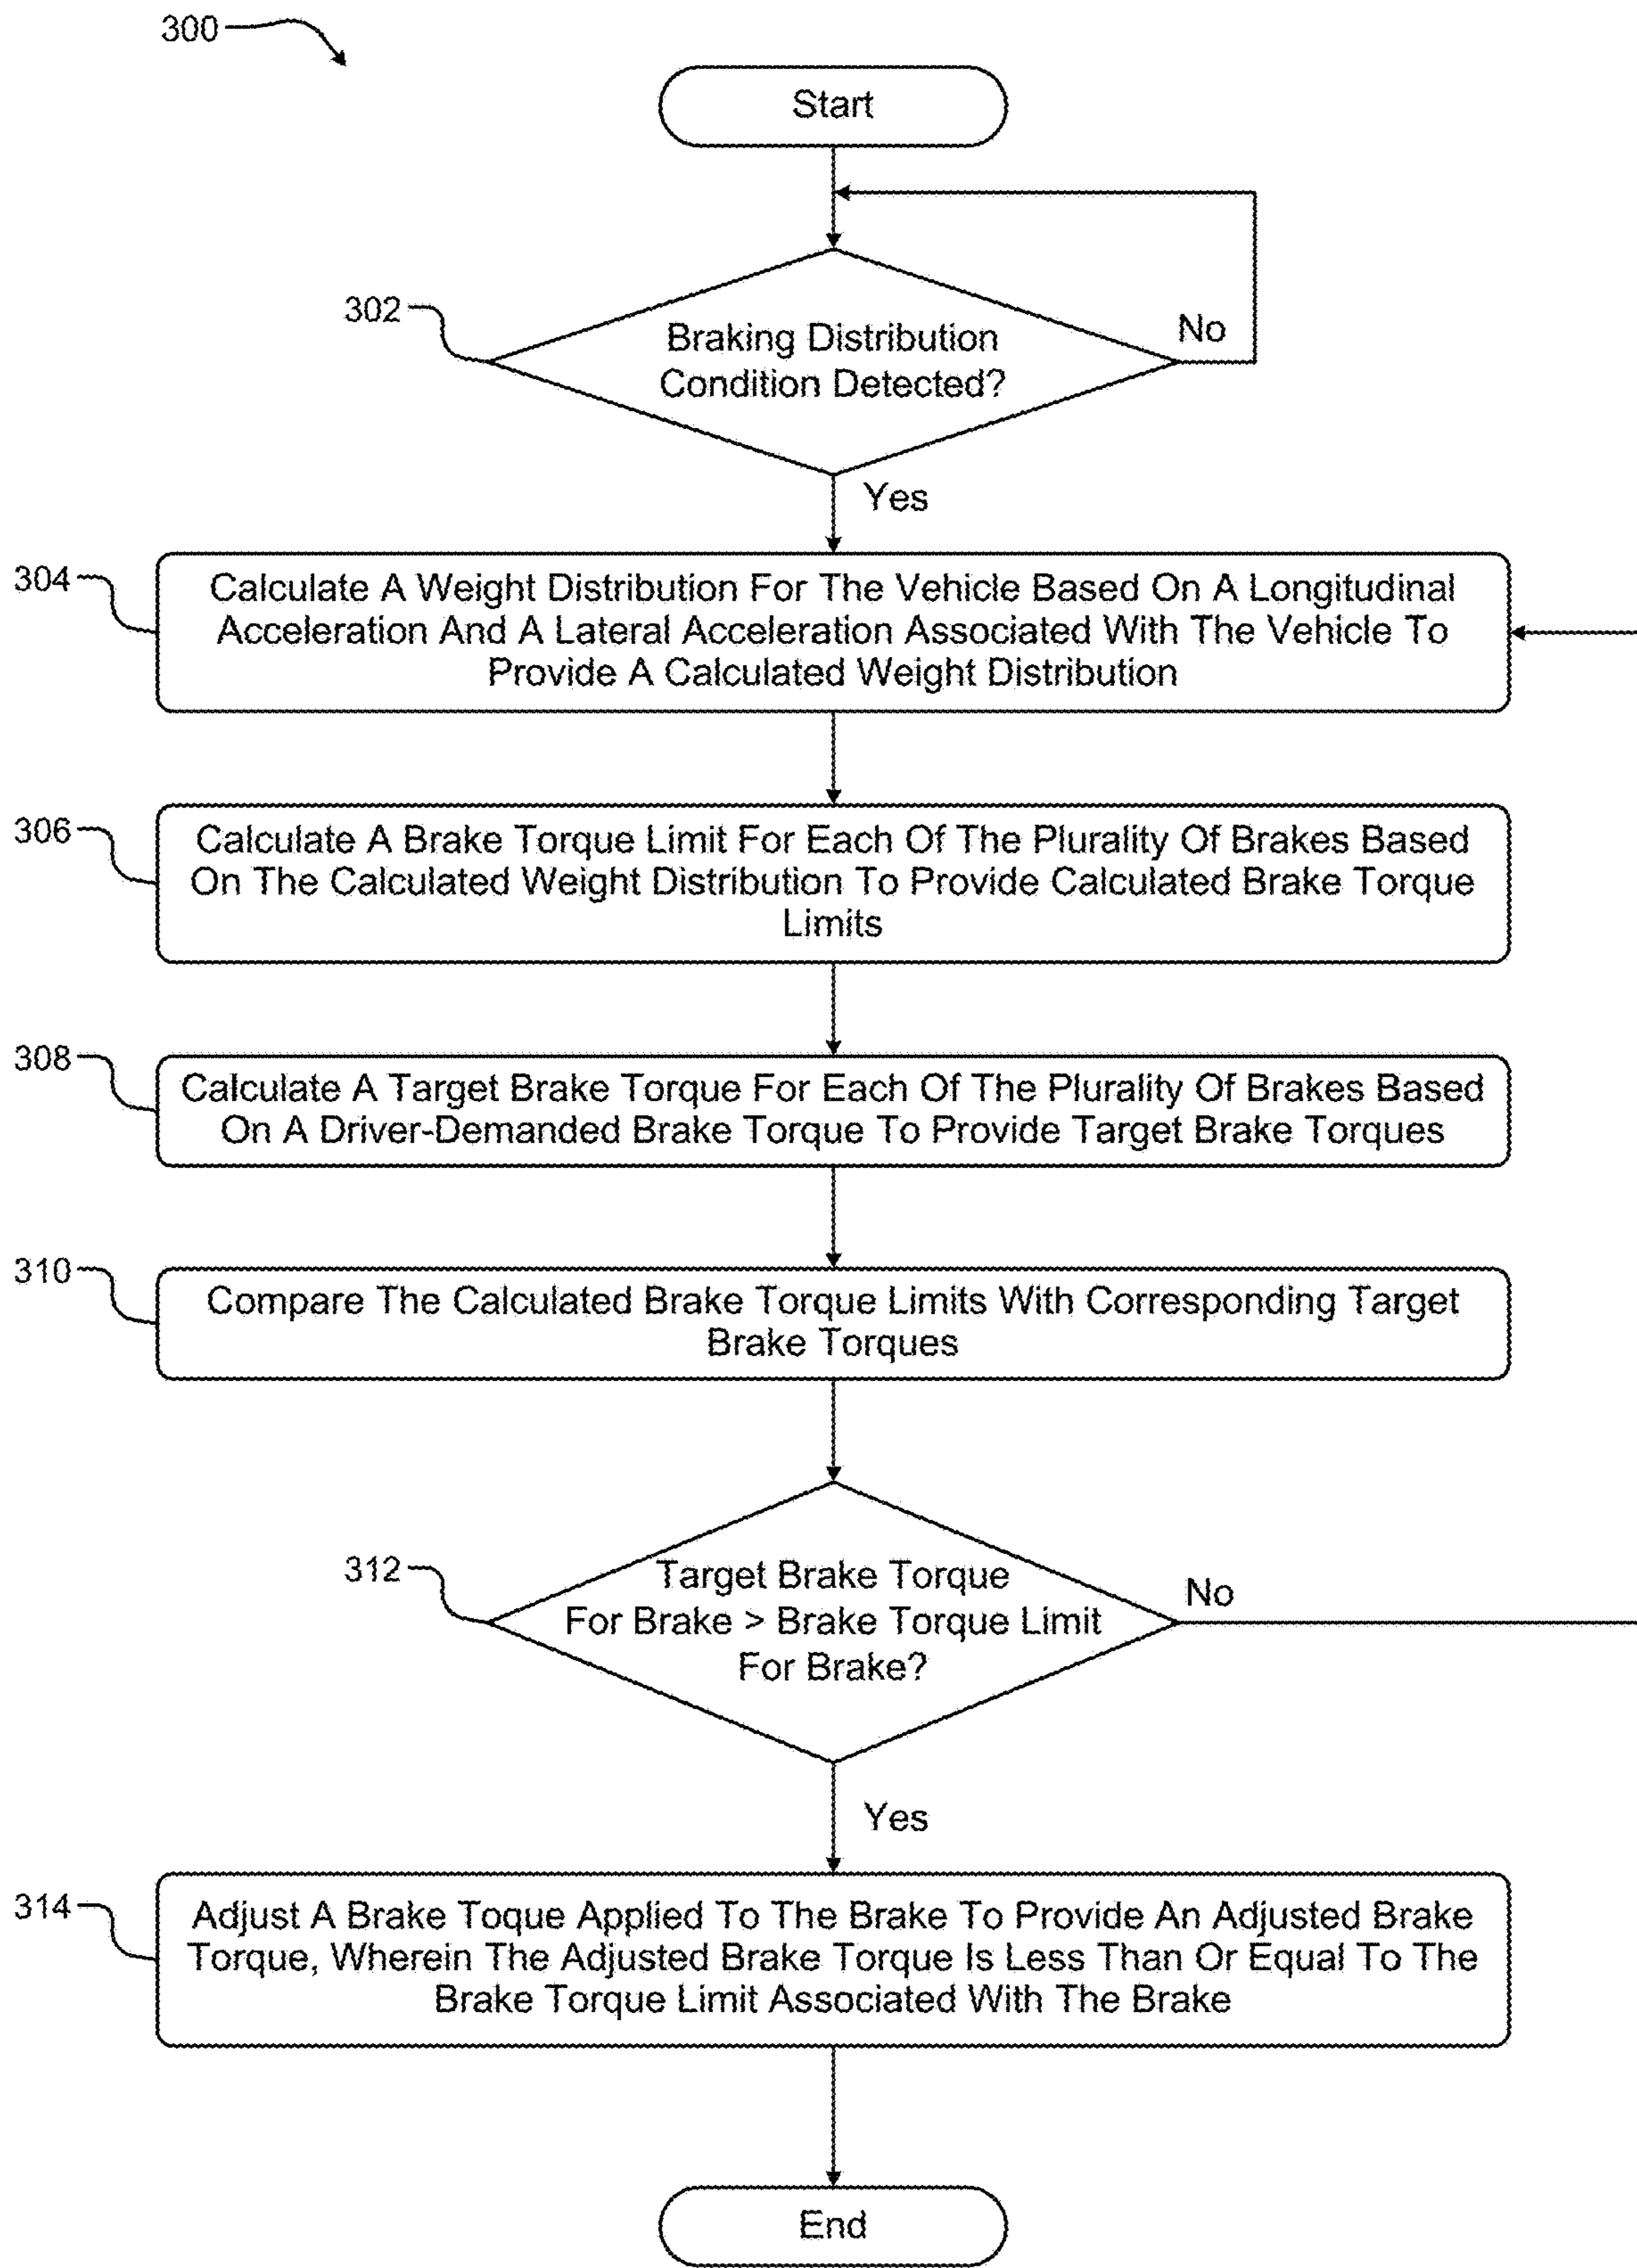 300
Start
302
Braking Distribution
Condition Detected?
No
Yes
304
Calculate A Weight Distribution For The Vehicle Based On A Longitudinal
Acceleration And A Lateral Acceleration Associated With The Vehicle To
Provide A Calculated Weight Distribution
306
Calculate A Brake Torque Limit For Each Of The Plurality Of Brakes Based
On The Calculated Weight Distribution To Provide Calculated Brake Torque
Limits
308
Calculate A Target Brake Torque For Each Of The Plurality Of Brakes Based
On A Driver-Demanded Brake Torque To Provide Target Brake Torques
310
Compare The Calculated Brake Torque Limits With Corresponding Target
Brake Torques
312
Target Brake Torque
For Brake > Brake Torque Limit
For Brake?
No
Yes
314
Adjust A Brake Toque Applied To The Brake To Provide An Adjusted Brake
Torque, Wherein The Adjusted Brake Torque Is Less Than Or Equal To The
Brake Torque Limit Associated With The Brake
End